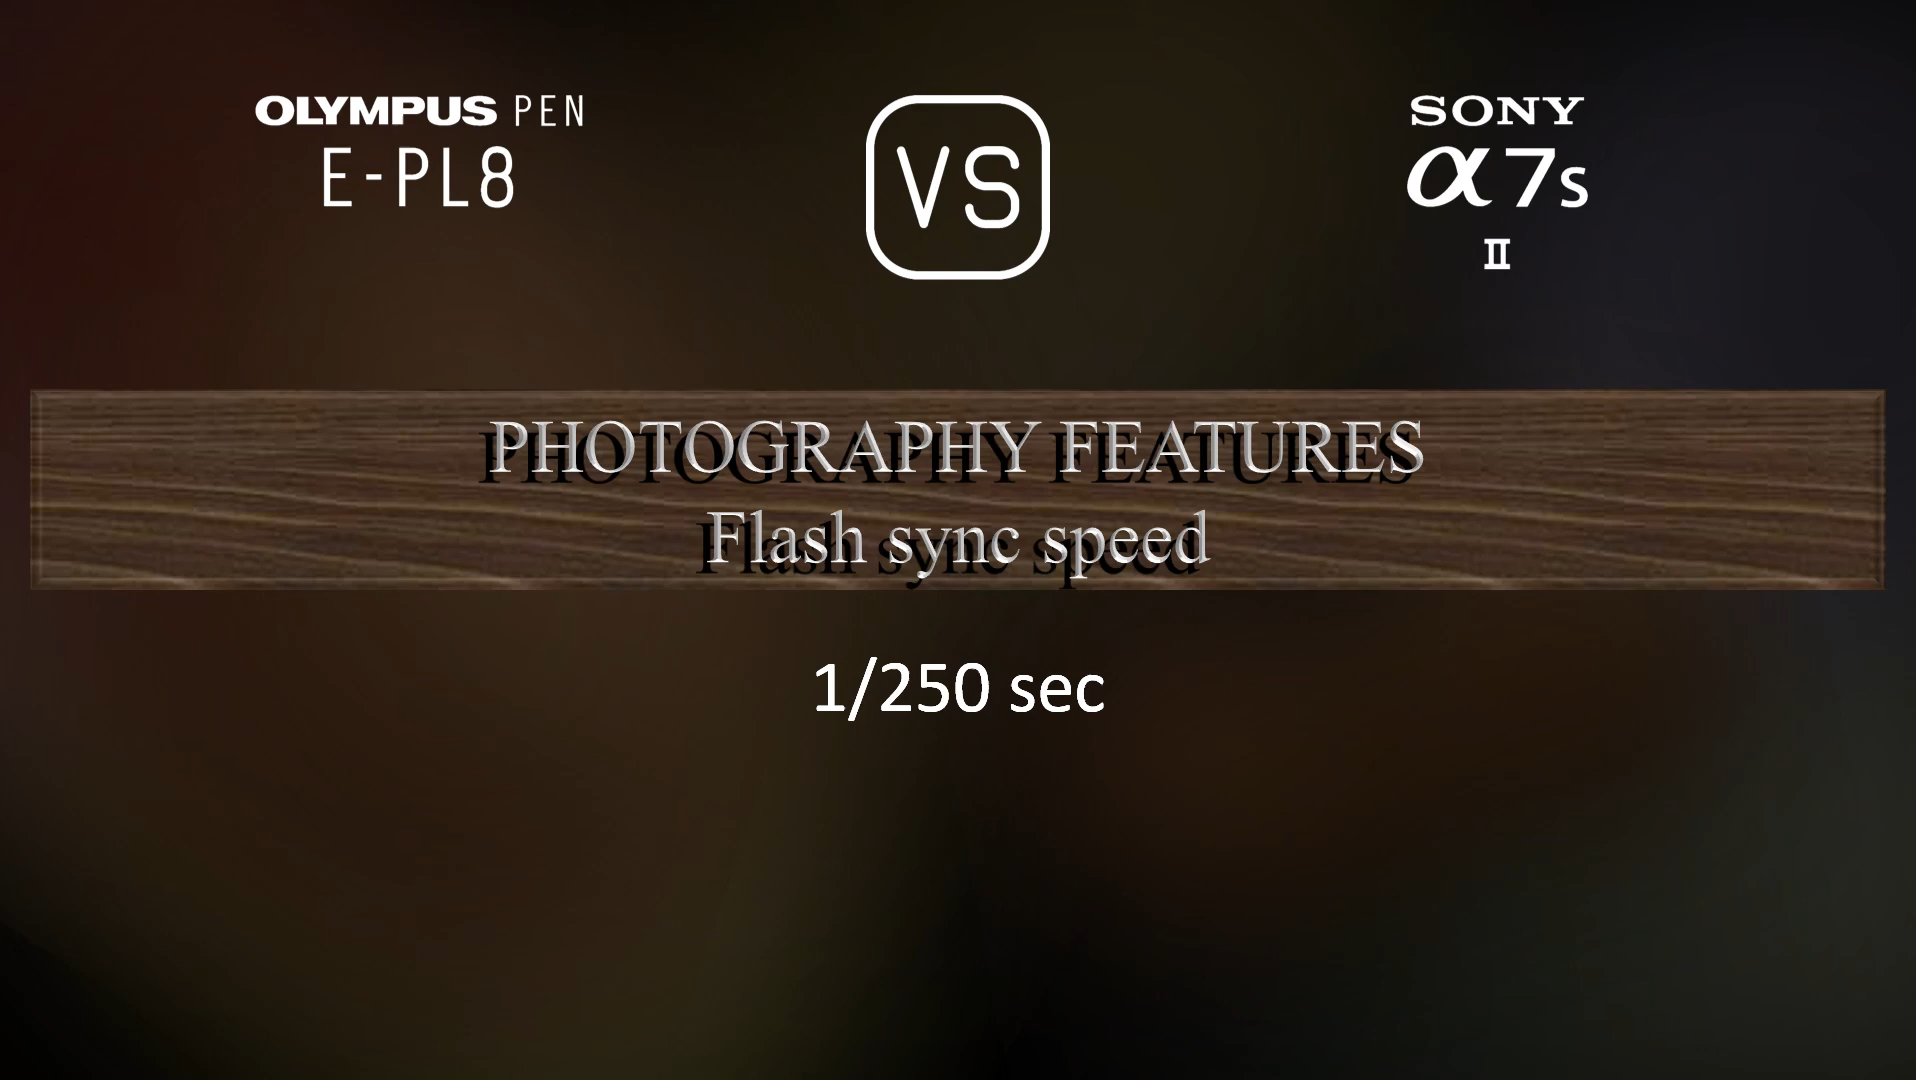 OLYMPUS PEN
E-PL8
VS
SONY
α7s
II
PHOTOGRAPHY FEATURES
Flash sync speed
1/250 sec